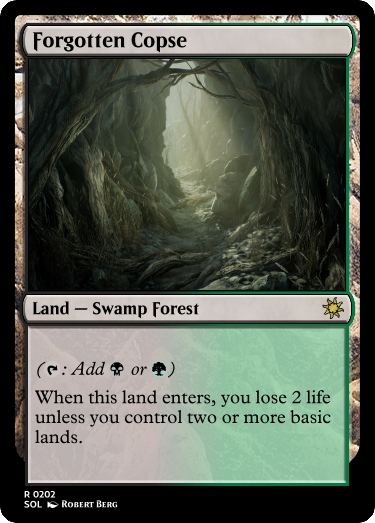 Forgotten Copse
Land — Swamp Forest
(: Add or )
When this land enters, you lose 2 life
unless you control two or more basic
lands.
R 0202
SOL Robert Berg